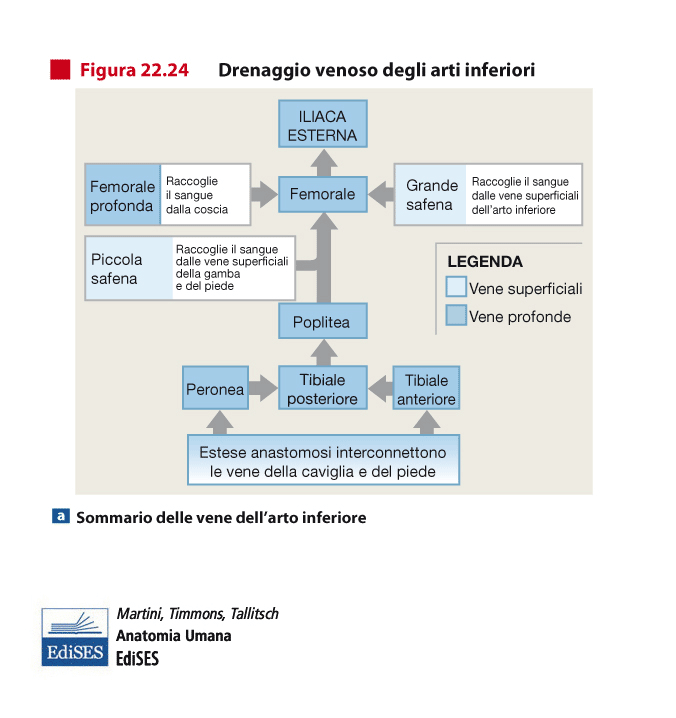 Figura 22.24 Drenaggio venoso degli arti inferiori
ILIACA
ESTERNA
Femorale
profonda
Raccoglie
il sangue
dalla coscia
Femorale
Grande
safena
Raccoglie il sangue
dalle vene superficiali
dell'arto inferiore
Piccola
safena
Raccoglie il sangue
dalle vene superficiali
della gamba
e del piede
LEGENDA
Vene superficiali
Vene profonde
Poplitea
Peronea
Tibiale
posteriore
Tibiale
anteriore
Estese anastomosi interconnettono
le vene della caviglia e del piede
a Sommario delle vene dell'arto inferiore
EdiSES
Martini, Timmons, Tallitsch
Anatomia Umana
EdiSES